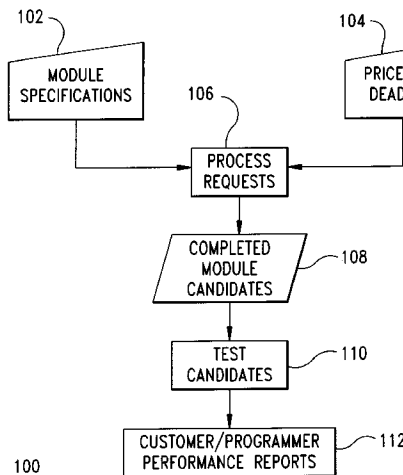 102
104
MODULE
SPECIFICATIONS
PRICE
106
PROCESS
REQUESTS
COMPLETED
MODULE
CANDIDATES
108
TEST
CANDIDATES
110
CUSTOMER/PROGRAMMER
PERFORMANCE REPORTS
112
100